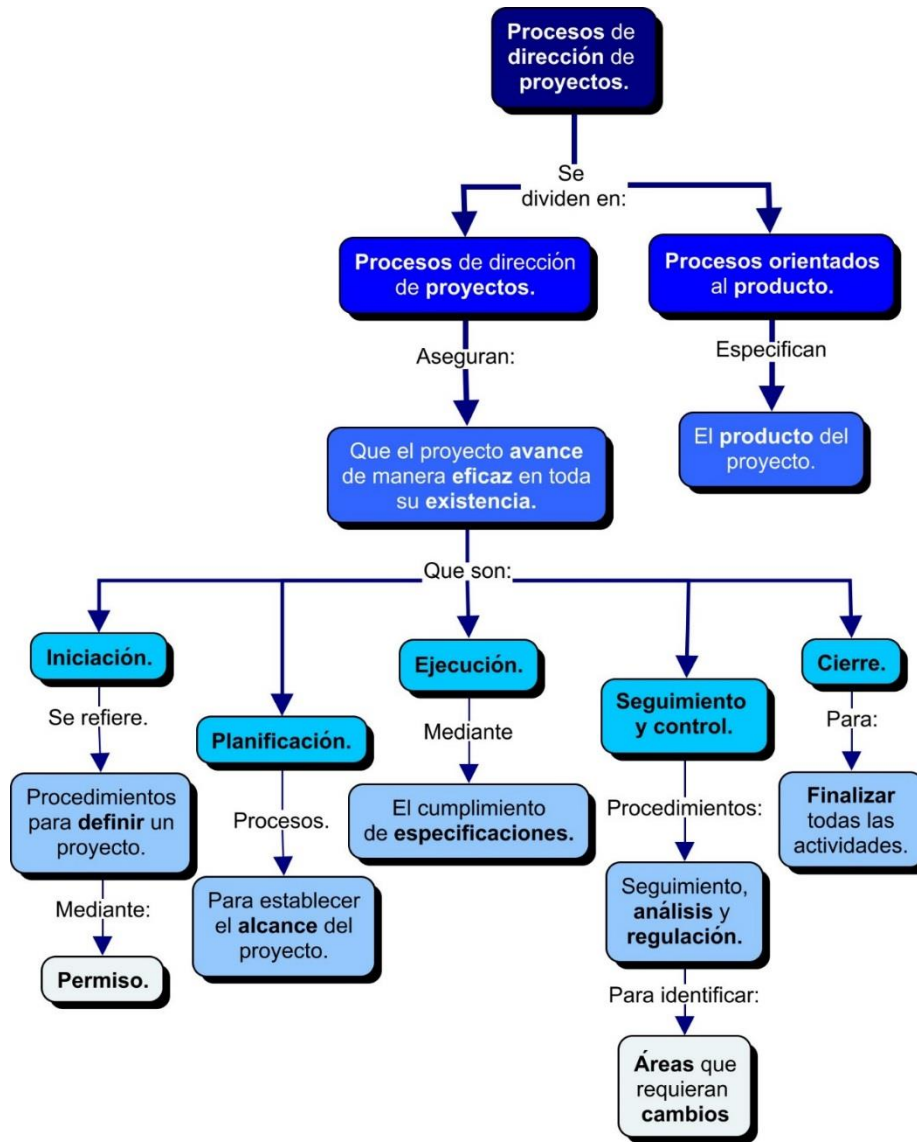 Procesos de
dirección de
proyectos.
Se
dividen en:
Procesos de dirección
de proyectos.
Procesos orientados
al producto.
Aseguran:
Especifican
Que el proyecto avance
de manera eficaz en toda
su existencia.
El producto del
proyecto.
Que son:
Iniciación.
Se refiere.
Procedimientos
para definir un
proyecto.
Mediante:
Permiso.
Planificación.
Procesos.
Para establecer
el alcance del
proyecto.
Ejecución.
Mediante
El cumplimiento
de especificaciones.
Seguimiento
y control.
Procedimientos:
Seguimiento,
análisis y
regulación.
Para identificar:
Áreas que
requieran
cambios
Cierre.
Para:
Finalizar
todas las
actividades.